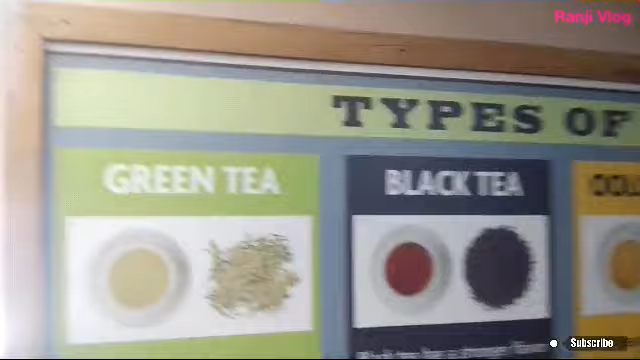 Ranji Vlog
TYPES OF
GREEN TEA
BLACK TEA
Subscribe